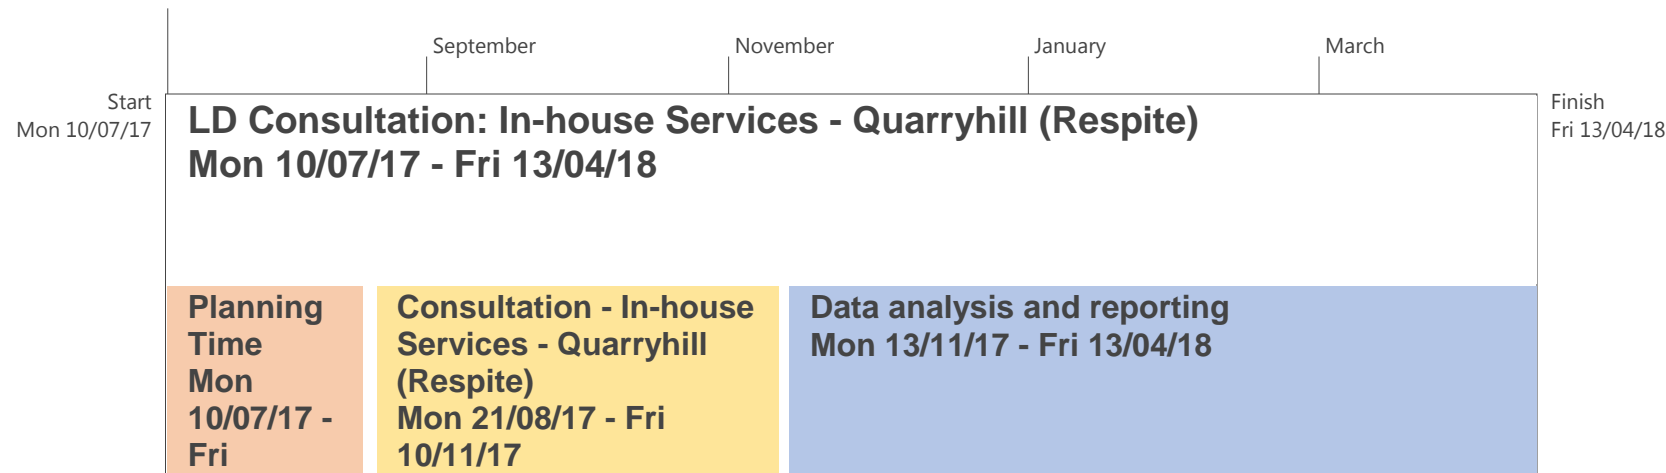 September
November
January
March
Start
Mon 10/07/17
Finish
Fri 13/04/18
LD Consultation: In-house Services - Quarryhill (Respite)
Mon 10/07/17 - Fri 13/04/18
Planning
Time
Mon
10/07/17 -
Fri
Consultation - In-house
Services - Quarryhill
(Respite)
Mon 21/08/17 - Fri
10/11/17
Data analysis and reporting
Mon 13/11/17 - Fri 13/04/18